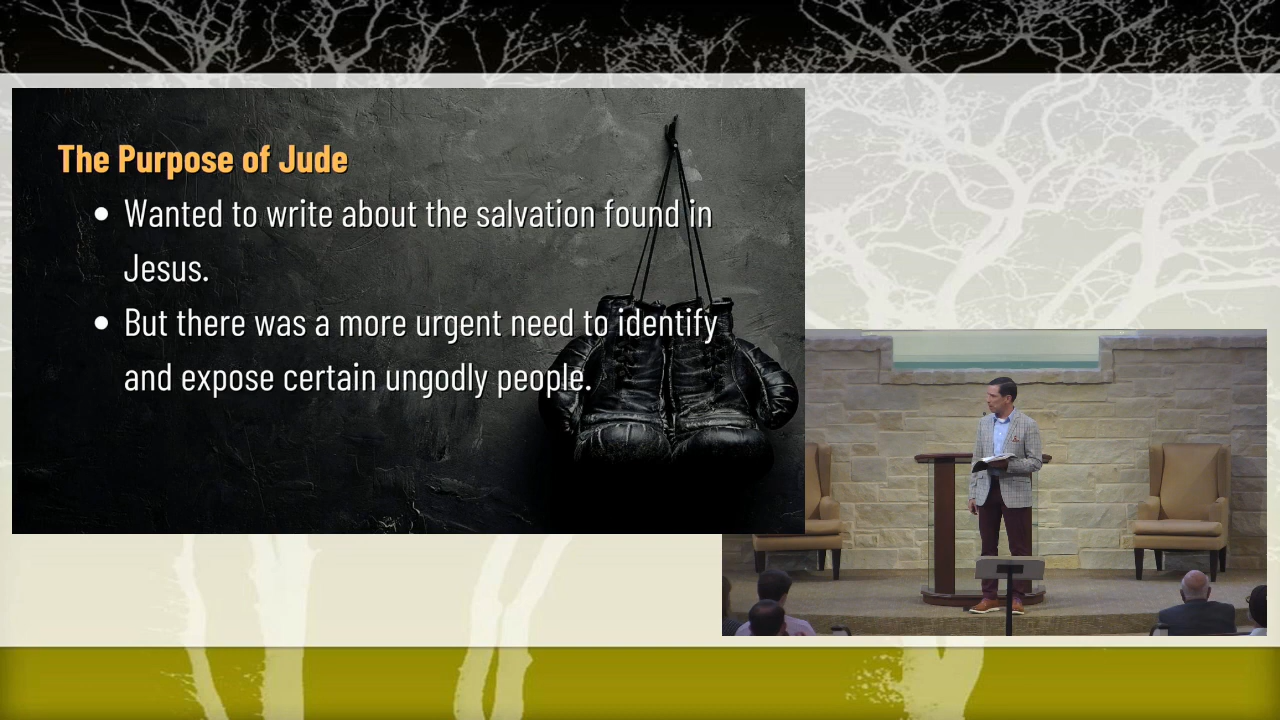 The Purpose of Jude
• Wanted to write about the salvation found in
Jesus.
• But there was a more urgent need to identify
and expose certain ungodly people.